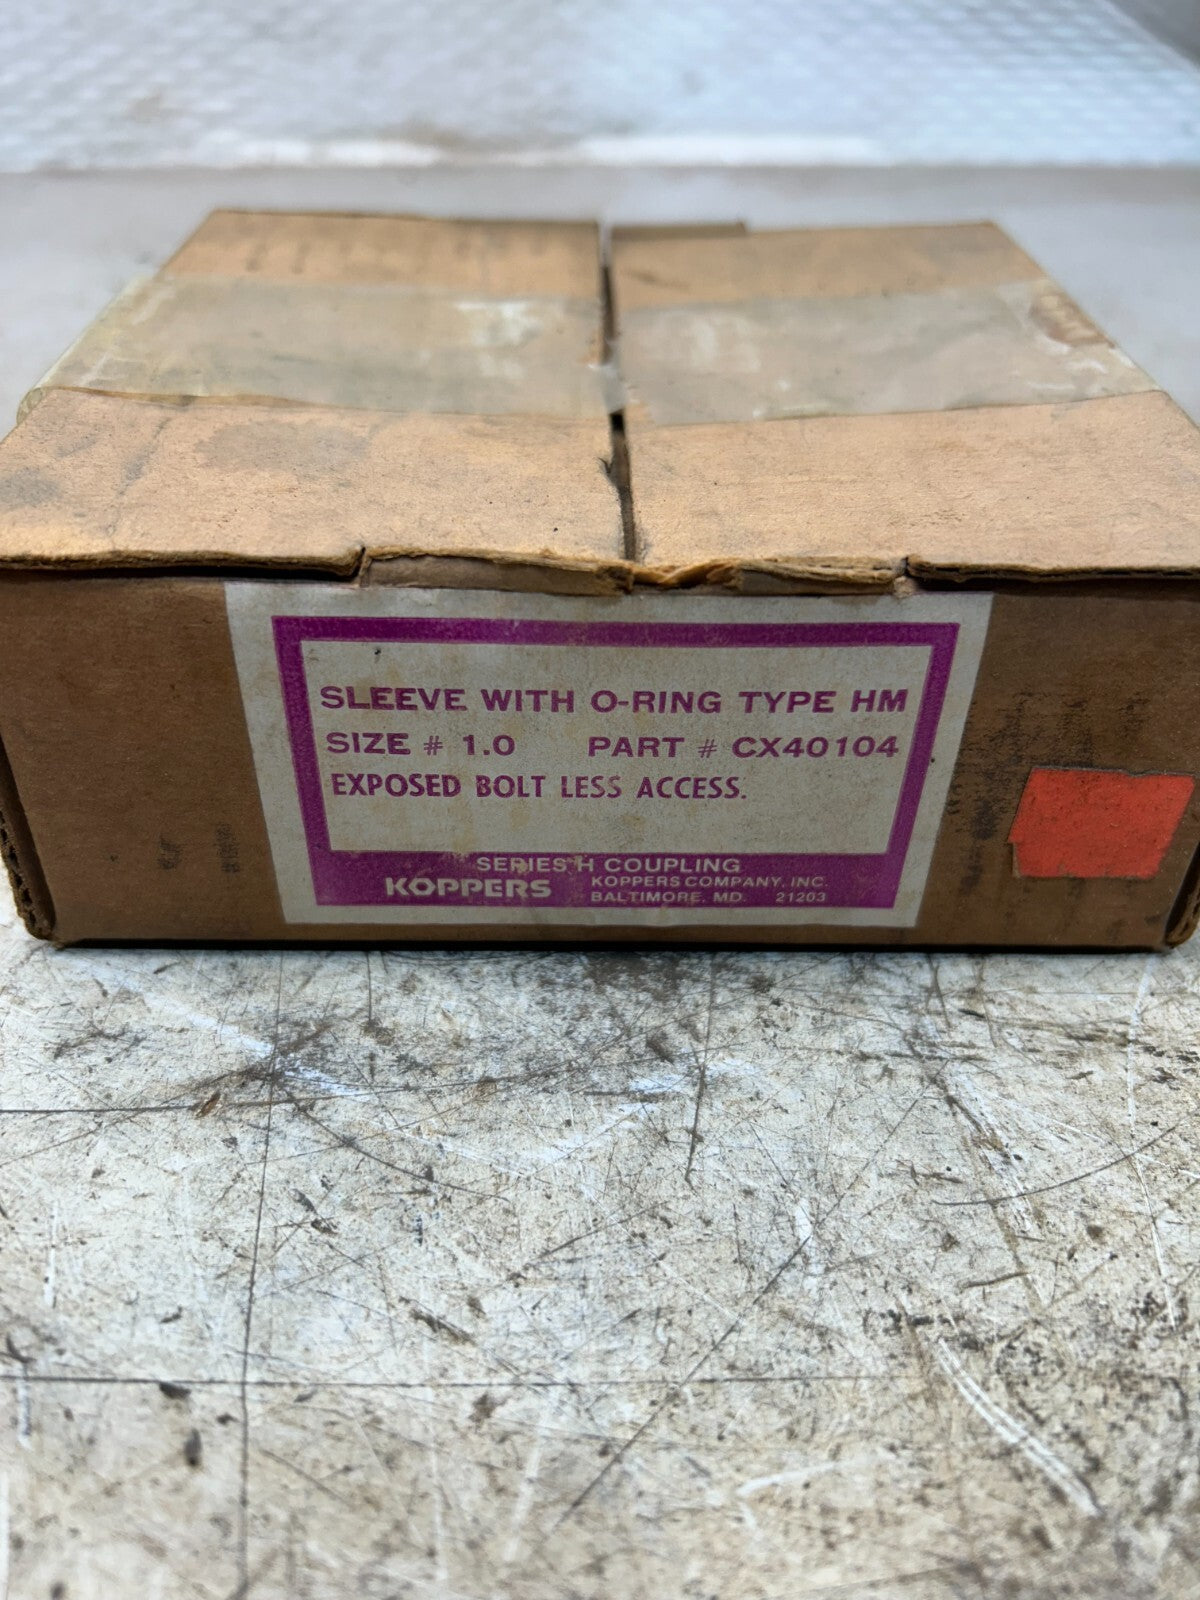 SLEEVE WITH O-RING TYPE HM
SIZE # 1.0 PART # CX40104
EXPOSED BOLT LESS ACCESS.
SERIES H COUPLING
KOPPERS
KOPPERS COMPANY, INC.
BALTIMORE, MD. 21203